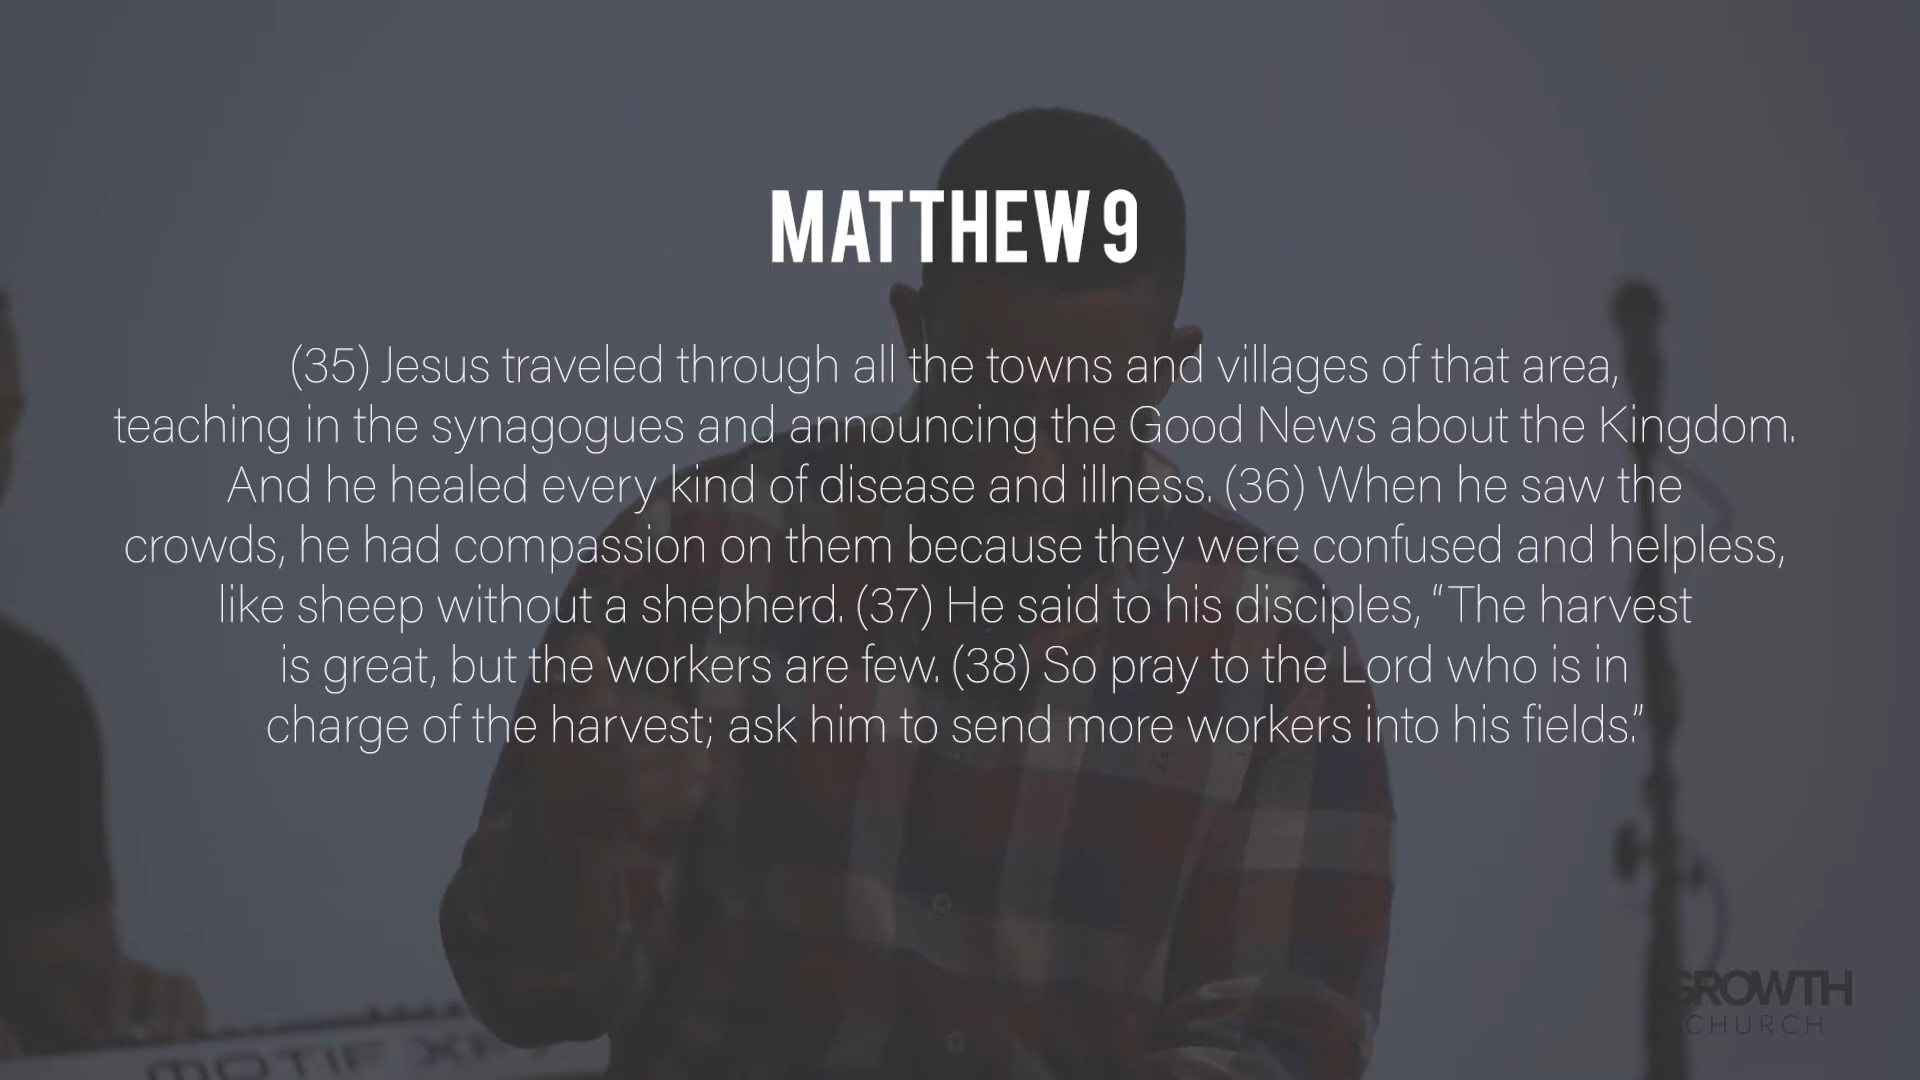 MATTHEW 9
(35) Jesus traveled through all the towns and villages of that area,
teaching in the synagogues and announcing the Good News about the Kingdom.
And he healed every kind of disease and illness. (36) When he saw the
crowds, he had compassion on them because they were confused and helpless,
like sheep without a shepherd. (37) He said to his disciples, “The harvest
is great, but the workers are few. (38) So pray to the Lord who is in
charge of the harvest; ask him to send more workers into his fields.”
GROWTH
CHURCH
MOTIF XF7